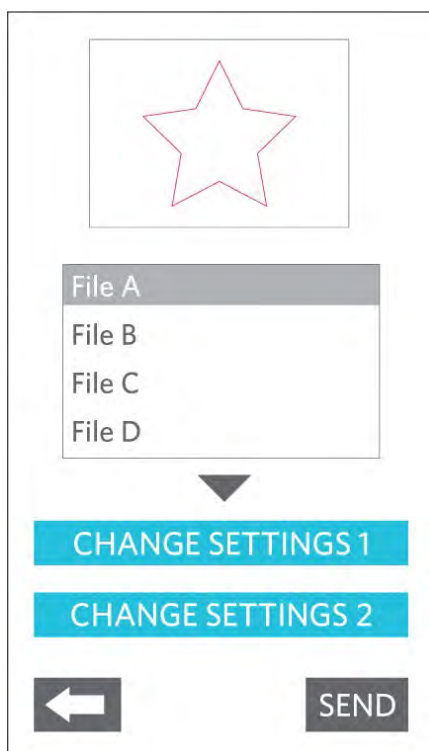 File A
File B
File C
File D
CHANGE SETTINGS 1
CHANGE SETTINGS 2
SEND